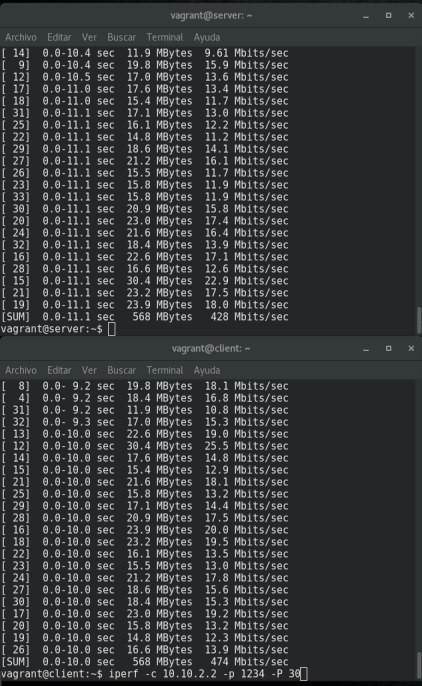 vagrant@server: ~
Archivo Editar Ver Buscar Terminal Ayuda
[ 14]  0.0-10.4 sec  11.9 MBytes  9.61 Mbits/sec
[  9]  0.0-10.4 sec  19.8 MBytes  15.9 Mbits/sec
[ 12]  0.0-10.5 sec  17.0 MBytes  13.6 Mbits/sec
[ 17]  0.0-11.0 sec  17.6 MBytes  13.4 Mbits/sec
[ 18]  0.0-11.0 sec  15.4 MBytes  11.7 Mbits/sec
[ 31]  0.0-11.1 sec  17.1 MBytes  13.0 Mbits/sec
[ 25]  0.0-11.1 sec  16.1 MBytes  12.2 Mbits/sec
[ 22]  0.0-11.1 sec  14.8 MBytes  11.2 Mbits/sec
[ 29]  0.0-11.1 sec  18.6 MBytes  14.1 Mbits/sec
[ 27]  0.0-11.1 sec  21.2 MBytes  16.1 Mbits/sec
[ 26]  0.0-11.1 sec  15.5 MBytes  11.7 Mbits/sec
[ 23]  0.0-11.1 sec  15.8 MBytes  11.9 Mbits/sec
[ 33]  0.0-11.1 sec  15.8 MBytes  11.9 Mbits/sec
[ 30]  0.0-11.1 sec  20.9 MBytes  15.8 Mbits/sec
[ 20]  0.0-11.1 sec  23.0 MBytes  17.4 Mbits/sec
[ 24]  0.0-11.1 sec  21.6 MBytes  16.4 Mbits/sec
[ 32]  0.0-11.1 sec  18.4 MBytes  13.9 Mbits/sec
[ 16]  0.0-11.1 sec  22.6 MBytes  17.1 Mbits/sec
[ 28]  0.0-11.1 sec  16.6 MBytes  12.6 Mbits/sec
[ 15]  0.0-11.1 sec  30.4 MBytes  22.9 Mbits/sec
[ 21]  0.0-11.1 sec  23.2 MBytes  17.5 Mbits/sec
[ 19]  0.0-11.1 sec  23.9 MBytes  18.0 Mbits/sec
[SUM]  0.0-11.1 sec   568 MBytes   428 Mbits/sec
vagrant@server:~$
vagrant@client: ~
Archivo Editar Ver Buscar Terminal Ayuda
[  8]  0.0- 9.2 sec  19.8 MBytes  18.1 Mbits/sec
[  4]  0.0- 9.2 sec  18.4 MBytes  16.8 Mbits/sec
[ 31]  0.0- 9.2 sec  11.9 MBytes  10.8 Mbits/sec
[ 32]  0.0- 9.3 sec  17.0 MBytes  15.3 Mbits/sec
[ 13]  0.0-10.0 sec  22.6 MBytes  19.0 Mbits/sec
[ 12]  0.0-10.0 sec  30.4 MBytes  25.5 Mbits/sec
[ 14]  0.0-10.0 sec  17.6 MBytes  14.8 Mbits/sec
[ 15]  0.0-10.0 sec  15.4 MBytes  12.9 Mbits/sec
[ 21]  0.0-10.0 sec  21.6 MBytes  18.1 Mbits/sec
[ 25]  0.0-10.0 sec  15.8 MBytes  13.2 Mbits/sec
[ 29]  0.0-10.0 sec  17.1 MBytes  14.4 Mbits/sec
[ 28]  0.0-10.0 sec  20.9 MBytes  17.5 Mbits/sec
[ 16]  0.0-10.0 sec  23.9 MBytes  20.0 Mbits/sec
[ 18]  0.0-10.0 sec  23.2 MBytes  19.5 Mbits/sec
[ 22]  0.0-10.0 sec  16.1 MBytes  13.5 Mbits/sec
[ 23]  0.0-10.0 sec  15.5 MBytes  13.0 Mbits/sec
[ 24]  0.0-10.0 sec  21.2 MBytes  17.8 Mbits/sec
[ 27]  0.0-10.0 sec  18.6 MBytes  15.6 Mbits/sec
[ 30]  0.0-10.0 sec  18.4 MBytes  15.3 Mbits/sec
[ 17]  0.0-10.0 sec  23.0 MBytes  19.2 Mbits/sec
[ 20]  0.0-10.0 sec  15.8 MBytes  13.2 Mbits/sec
[ 19]  0.0-10.0 sec  14.8 MBytes  12.3 Mbits/sec
[ 26]  0.0-10.0 sec  16.6 MBytes  13.9 Mbits/sec
[SUM]  0.0-10.0 sec   568 MBytes   474 Mbits/sec
vagrant@client:~$ iperf -c 10.10.2.2 -p 1234 -P 30